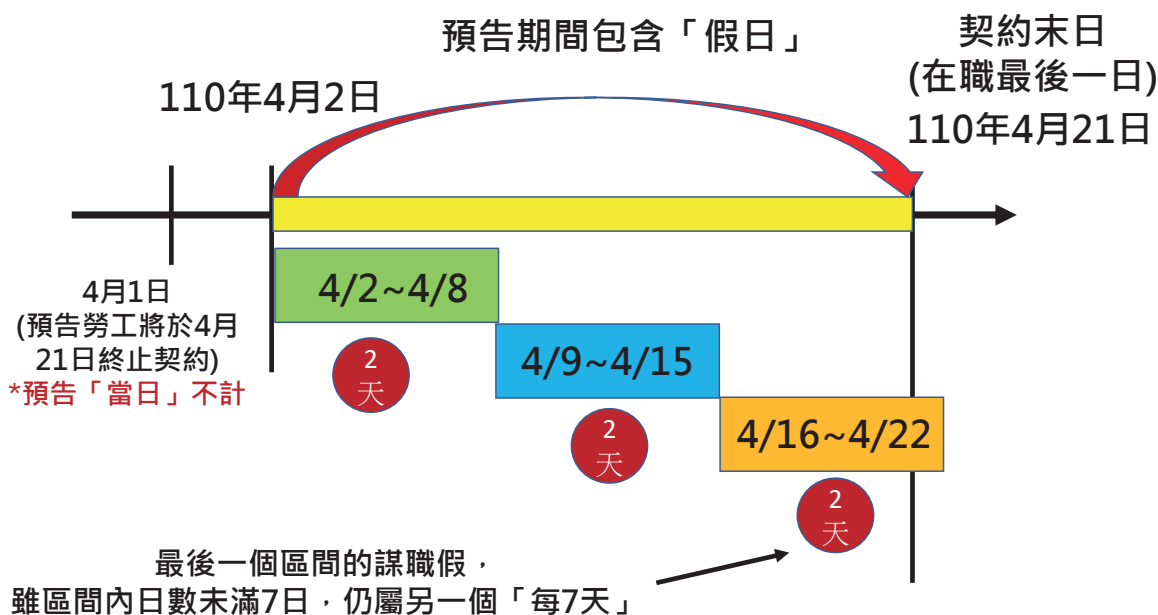 預告期間包含「假日」
契約末日
(在職最後一日)
110年4月21日
110年4月2日
4月1日
(預告勞工將於4月
21日終止契約)
*預告「當日」不計
4/2~4/8
2
天
4/9~4/15
2
天
4/16~4/22
2
天
最後一個區間的謀職假，
雖區間內日數未滿7日，仍屬另一個「每7天」